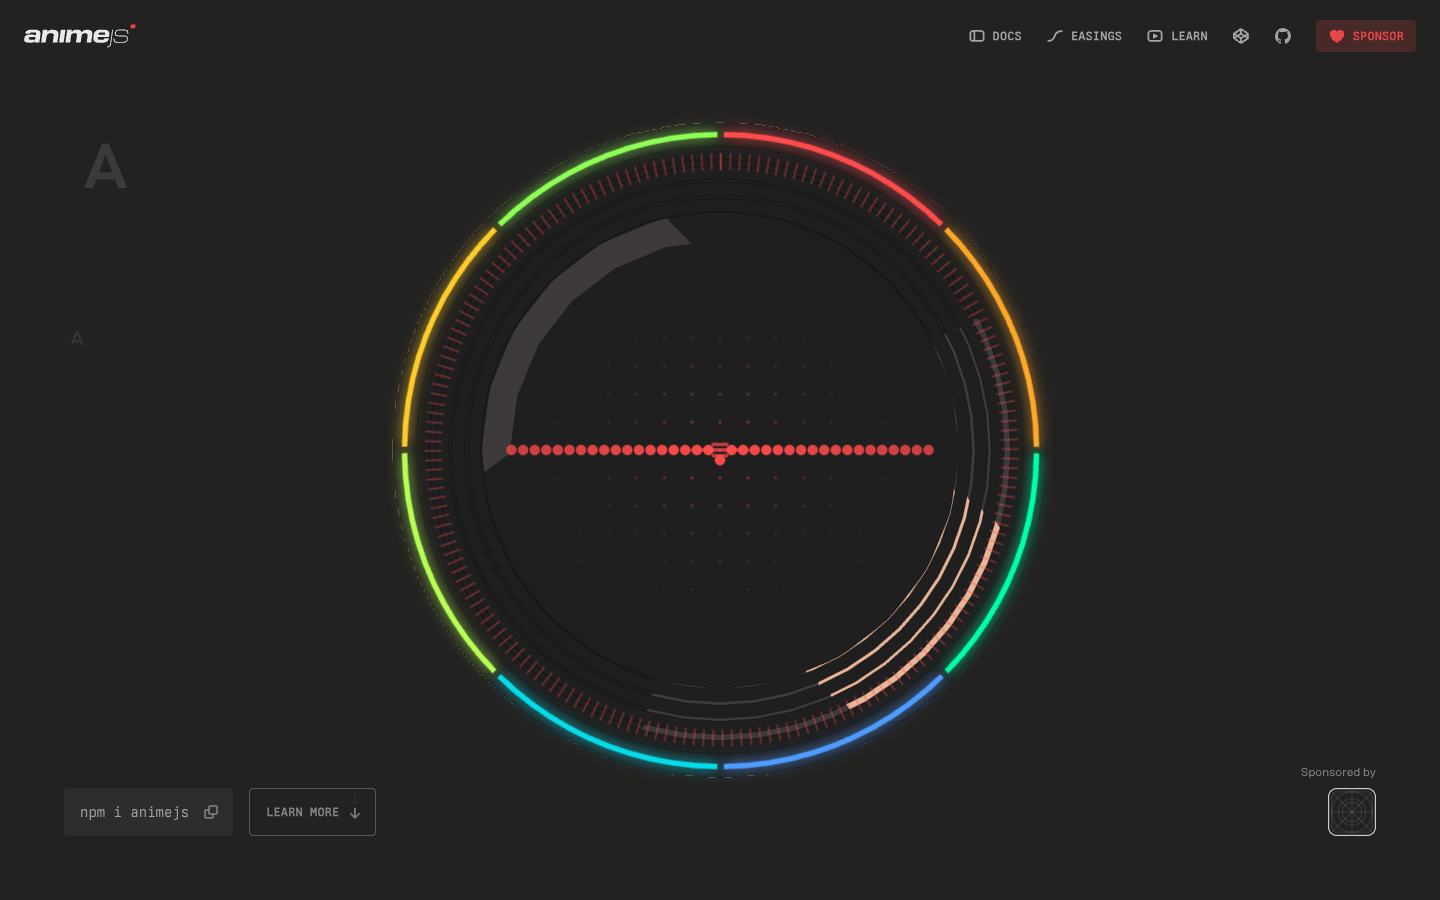 animeJS
DOCS
EASINGS
LEARN
SPONSOR
A
A
npm i animejs
LEARN MORE
Sponsored by